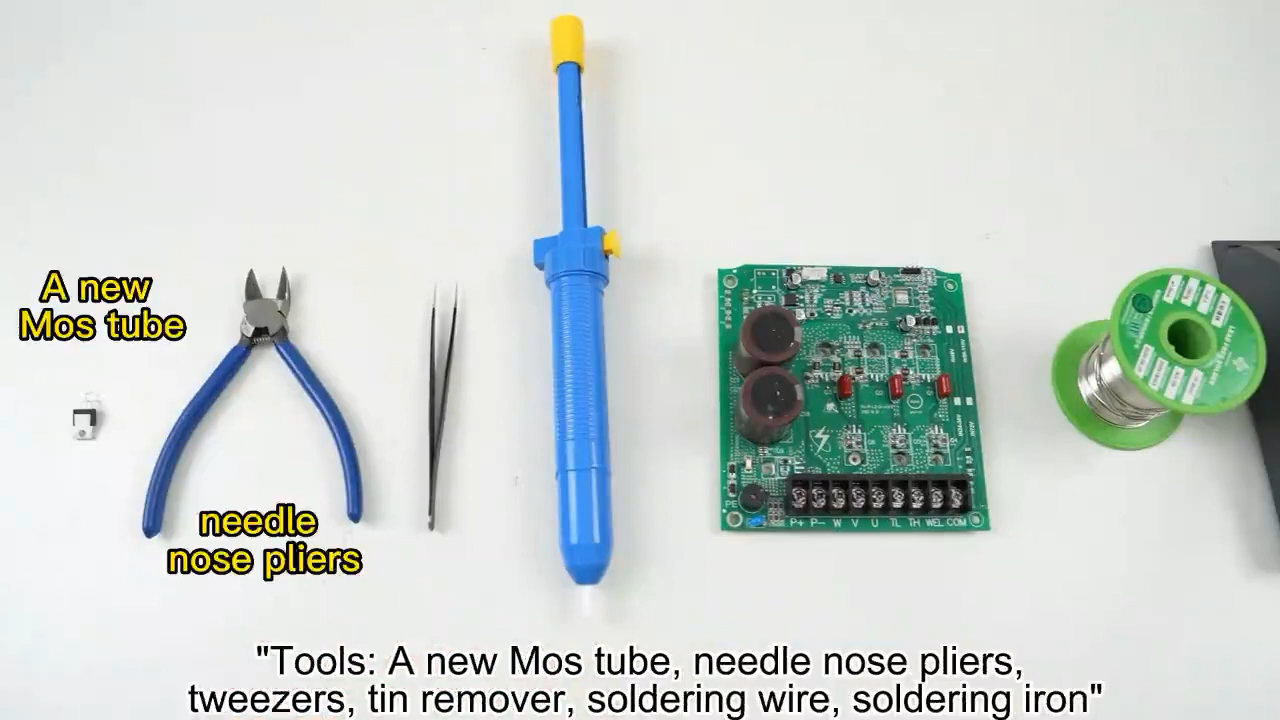 A new
Mos tube
needle
nose pliers
PE
P+ P- W V U TL TH WEL COM
"Tools: A new Mos tube, needle nose pliers,
tweezers, tin remover, soldering wire, soldering iron"